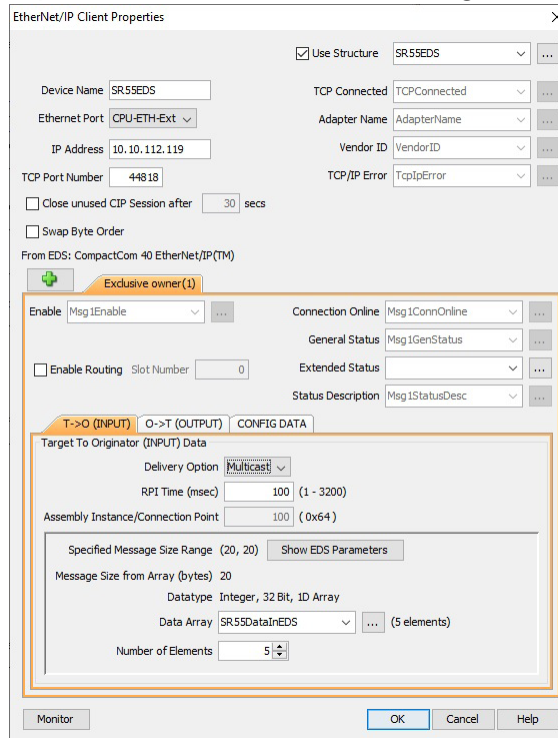 EtherNet/IP Client Properties
Use Structure SR55EDS ...
Device Name SR55EDS TCP Connected TCPConnected ...
Ethernet Port CPU-ETH-Ext Adapter Name AdapterName ...
IP Address 10.10.112.119 Vendor ID VendorID ...
TCP Port Number 44818 TCP/IP Error TcpIpError ...
Close unused CIP Session after 30 secs
Swap Byte Order
From EDS: CompactCom 40 EtherNet/IP(TM)
Exclusive owner(1)
Enable Msg1Enable ... Connection Online Msg1ConnOnline ...
General Status Msg1GenStatus ...
Enable Routing Slot Number 0 Extended Status ...
Status Description Msg1StatusDesc ...
T->O (INPUT) O->T (OUTPUT) CONFIG DATA
Target To Originator (INPUT) Data
Delivery Option Multicast
RPI Time (msec) 100 (1 - 3200)
Assembly Instance/Connection Point 100 ( 0x64 )
Specified Message Size Range (20, 20) Show EDS Parameters
Message Size from Array (bytes) 20
Datatype Integer, 32 Bit, 1D Array
Data Array SR55DataInEDS ... (5 elements)
Number of Elements 5
Monitor OK Cancel Help